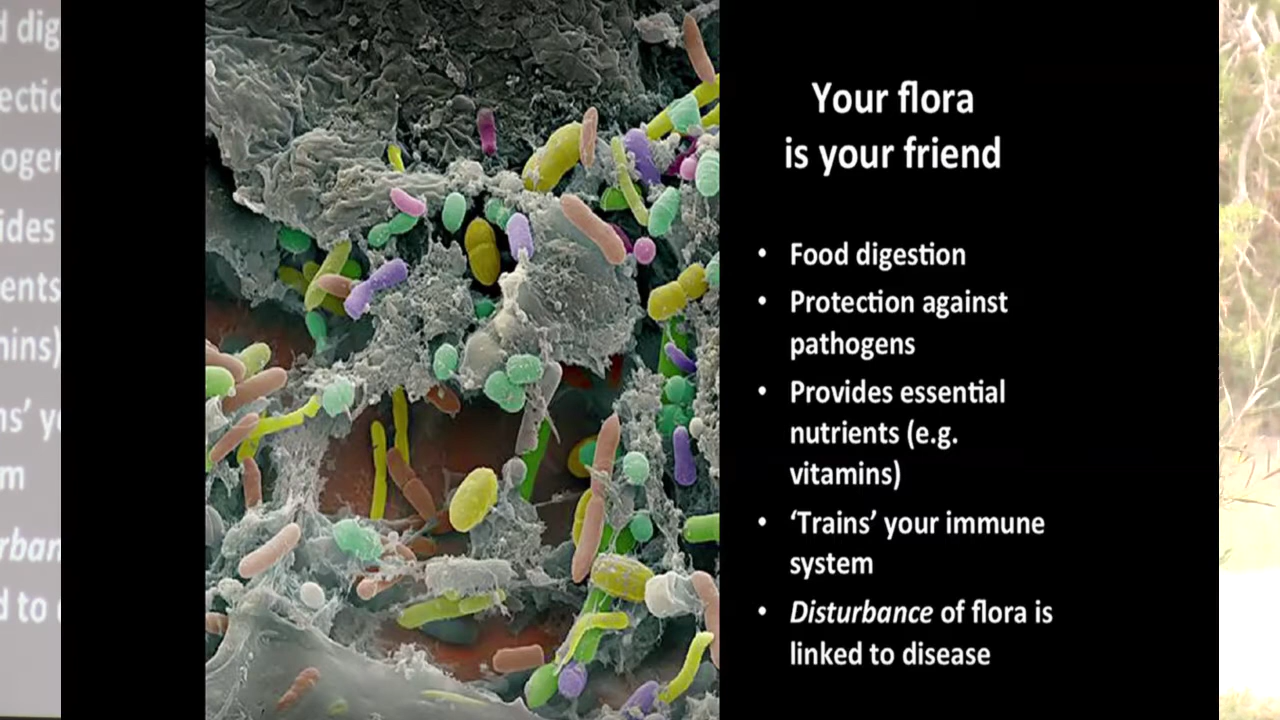 Your flora
is your friend
• Food digestion
• Protection against
pathogens
• Provides essential
nutrients (e.g.
vitamins)
• ‘Trains’ your immune
system
• Disturbance of flora is
linked to disease